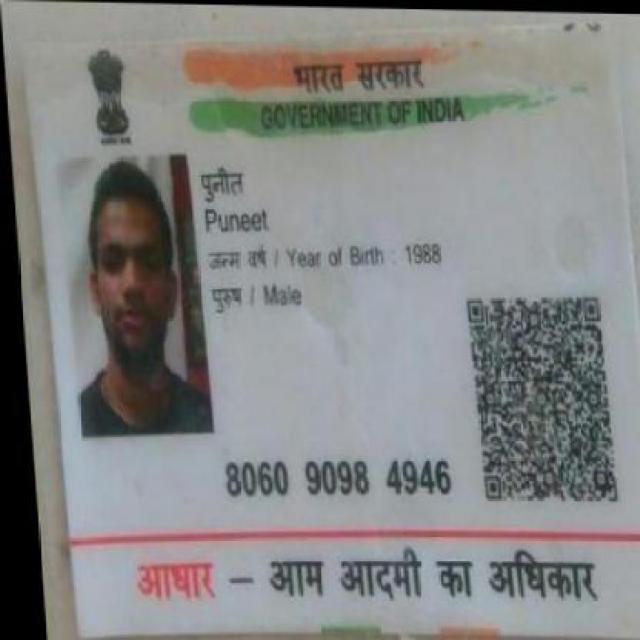 भारत सरकार
GOVERNMENT OF INDIA
पुनीत
Puneet
जन्म वर्ष / Year of Birth : 1988
पुरुष / Male
8060 9098 4946
आधार – आम आदमी का अधिकार